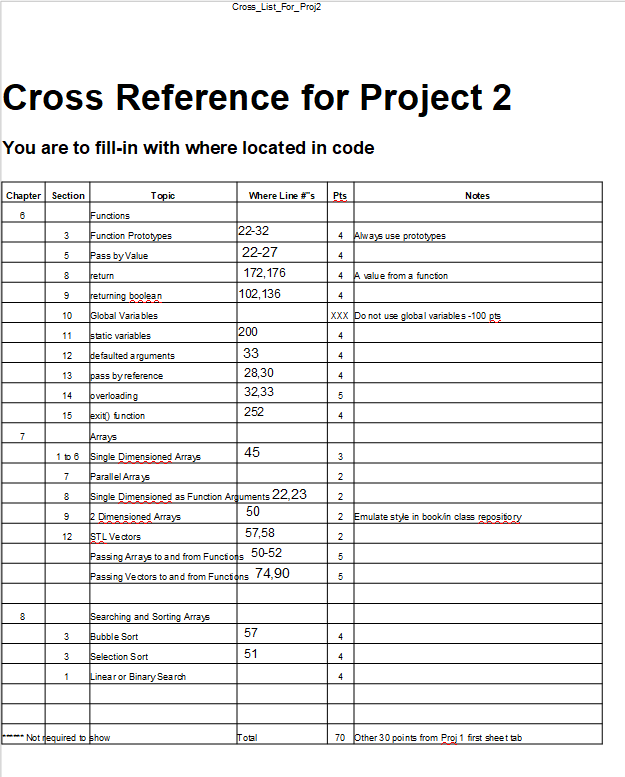 Cross_List_For_Proj2
Cross Reference for Project 2
You are to fill-in with where located in code
Chapter Section Topic Where Line #"s Pts Notes
6 Functions
3 Function Prototypes 22-32 4 Always use prototypes
5 Pass by Value 22-27 4
8 return 172,176 4 A value from a function
9 returning boolean 102,136 4
10 Global Variables XXX Do not use global variables -100 pts
11 static variables 200 4
12 defaulted arguments 33 4
13 pass by reference 28,30 4
14 overloading 32,33 5
15 exit() function 252 4
7 Arrays
1 to 6 Single Dimensioned Arrays 45 3
7 Parallel Arrays 2
8 Single Dimensioned as Function Arguments 22,23 2
9 2 Dimensioned Arrays 50 2 Emulate style in book/in class repositiory
12 STL Vectors 57,58 2
Passing Arrays to and from Functions 50-52 5
Passing Vectors to and from Functions 74,90 5
8 Searching and Sorting Arrays
3 Bubble Sort 57 4
3 Selection Sort 51 4
1 Linear or Binary Search 4
****** Not required to show Total 70 Other 30 points from Proj 1 first sheet tab